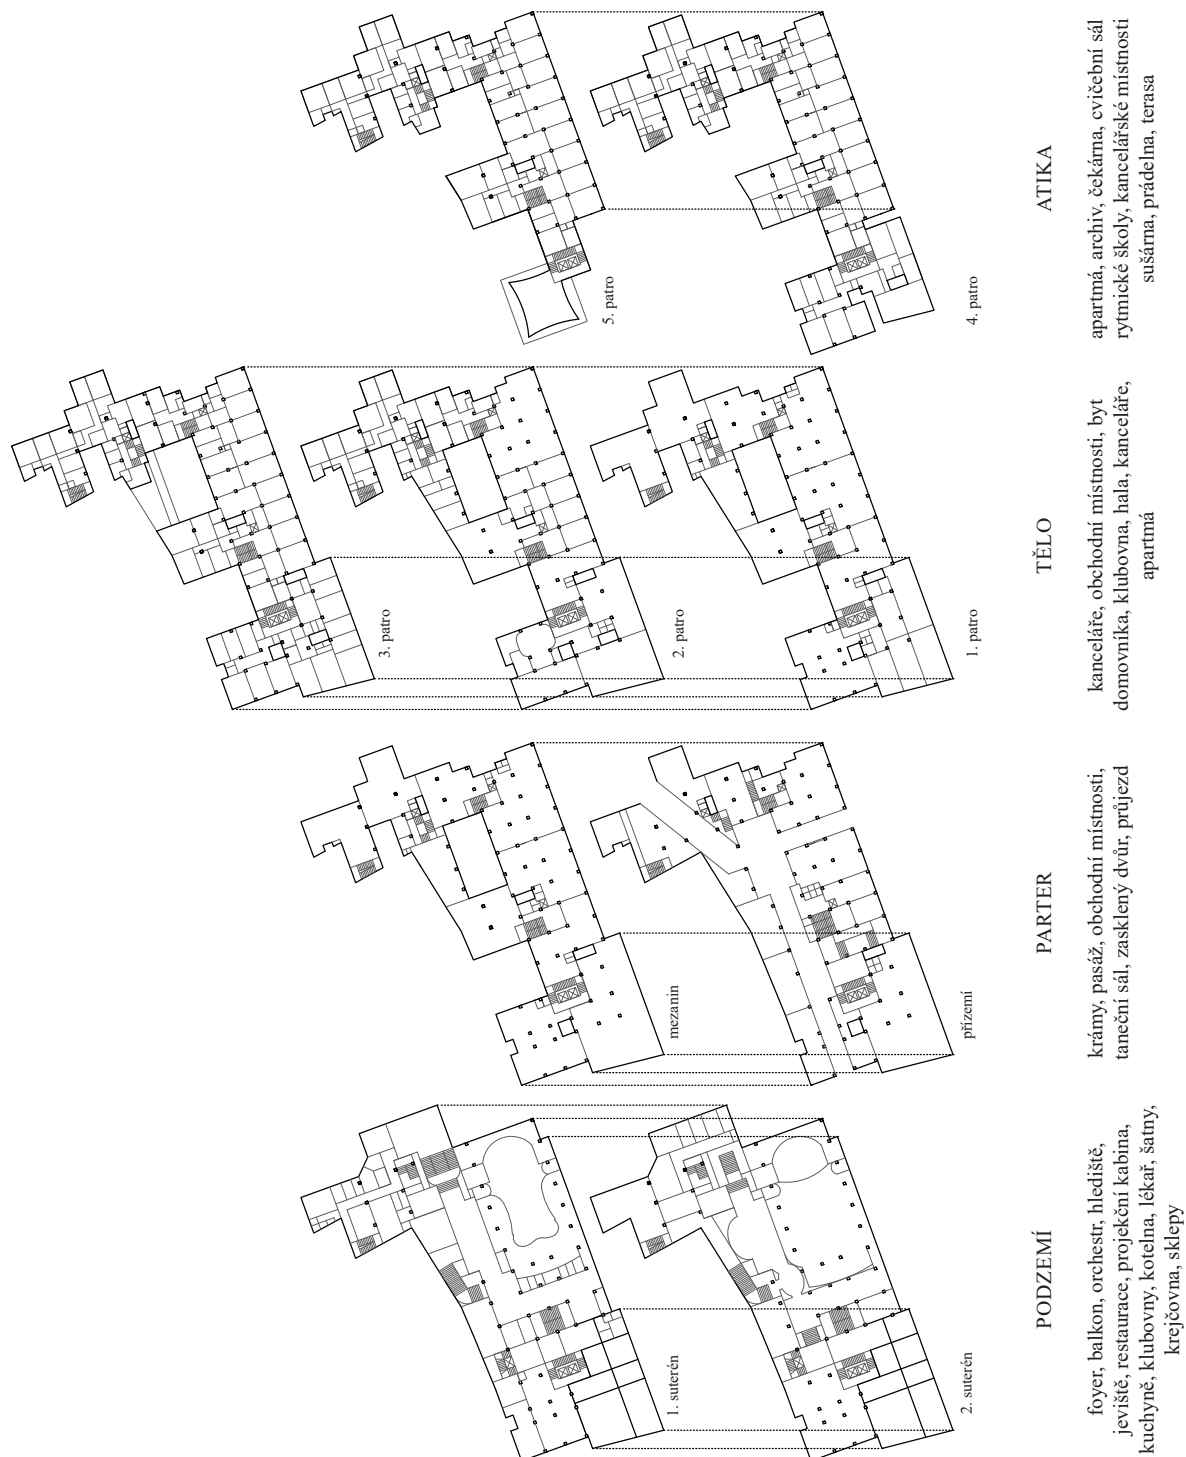 5. patro
4. patro
ATIKA
apartmá, archiv, čekárna, cvičební sál
rytmické školy, kancelářské místnosti
sušárna, prádelna, terasa
3. patro
2. patro
1. patro
TĚLO
kanceláře, obchodní místnosti, byt
domovníka, klubovna, hala, kanceláře,
apartmá
mezanin
přízemí
PARTER
krámy, pasáž, obchodní místnosti,
taneční sál, zasklený dvůr, průjezd
1. suterén
2. suterén
PODZEMÍ
foyer, balkon, orchestr, hlediště,
jeviště, restaurace, projekční kabina,
kuchyně, klubovny, kotelna, lékař, šatny,
krejčovna, sklepy